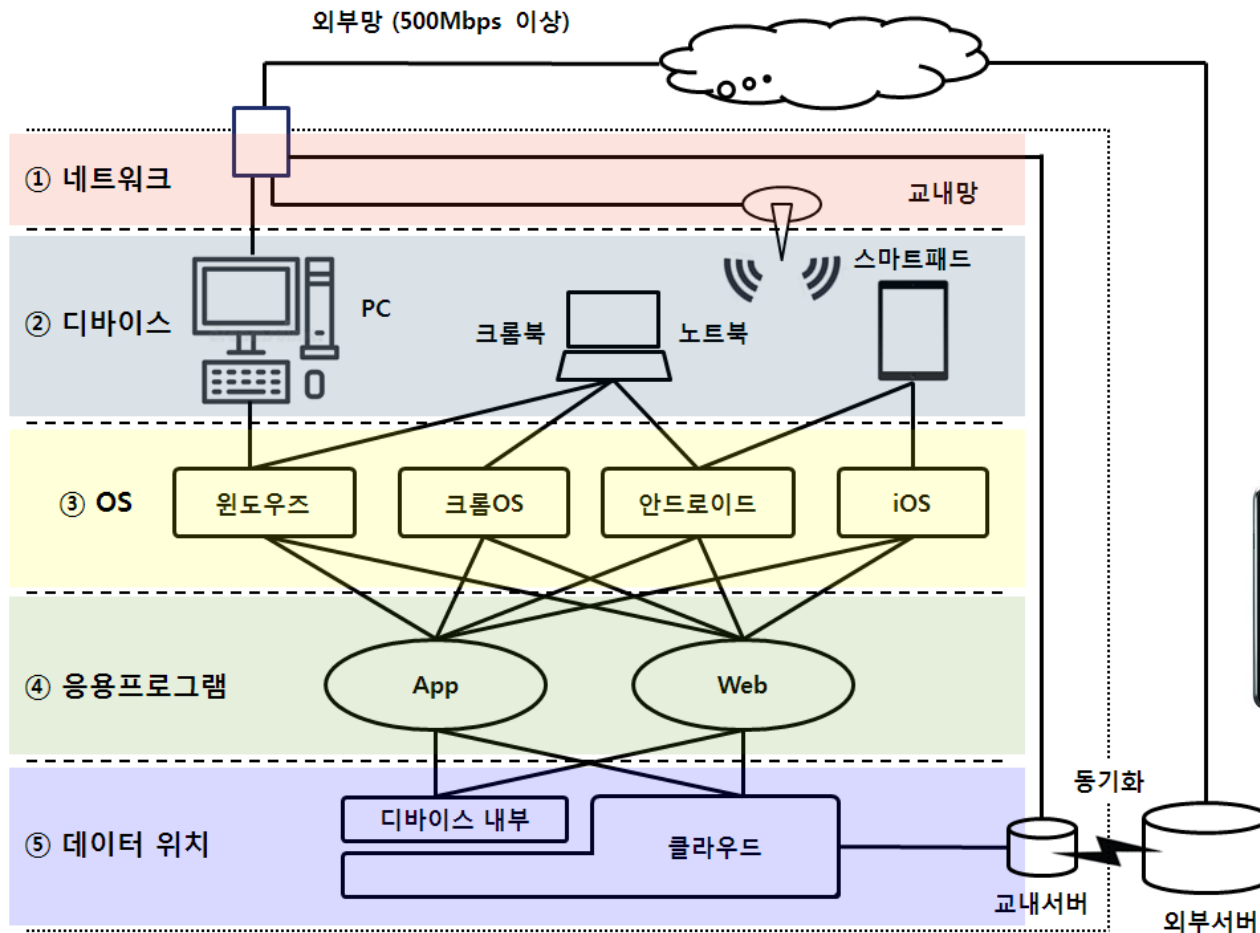 외부망 (500Mbps 이상)
① 네트워크
교내망
스마트패드
② 디바이스
PC
크롬북
노트북
③ OS
윈도우즈
크롬OS
안드로이드
iOS
④ 응용프로그램
App
Web
동기화
디바이스 내부
⑤ 데이터 위치
클라우드
교내서버
외부서버